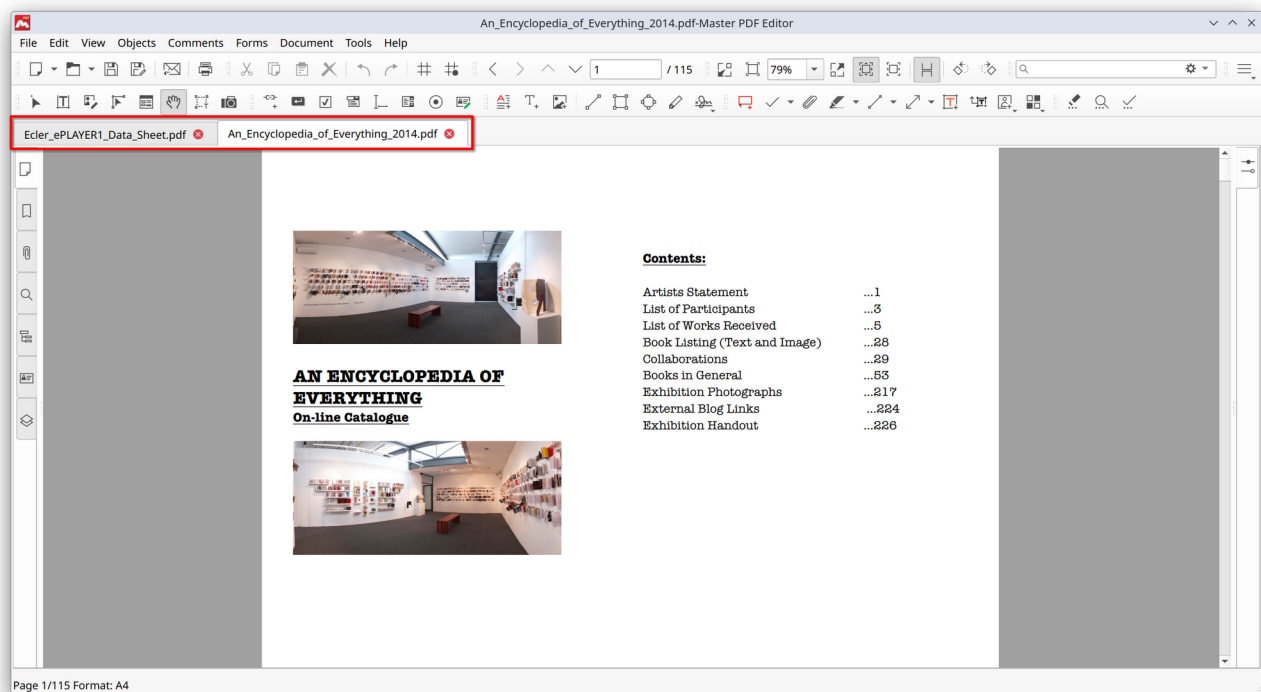 An_Encyclopedia_of_Everything_2014.pdf-Master PDF Editor
File Edit View Objects Comments Forms Document Tools Help
1 / 115 79%
Ecler_ePLAYER1_Data_Sheet.pdf An_Encyclopedia_of_Everything_2014.pdf
Contents:
Artists Statement ...1
List of Participants ...3
List of Works Received ...5
Book Listing (Text and Image) ...28
Collaborations ...29
Books in General ...53
Exhibition Photographs ...217
External Blog Links ...224
Exhibition Handout ...226
AN ENCYCLOPEDIA OF
EVERYTHING
On-line Catalogue
Page 1/115 Format: A4